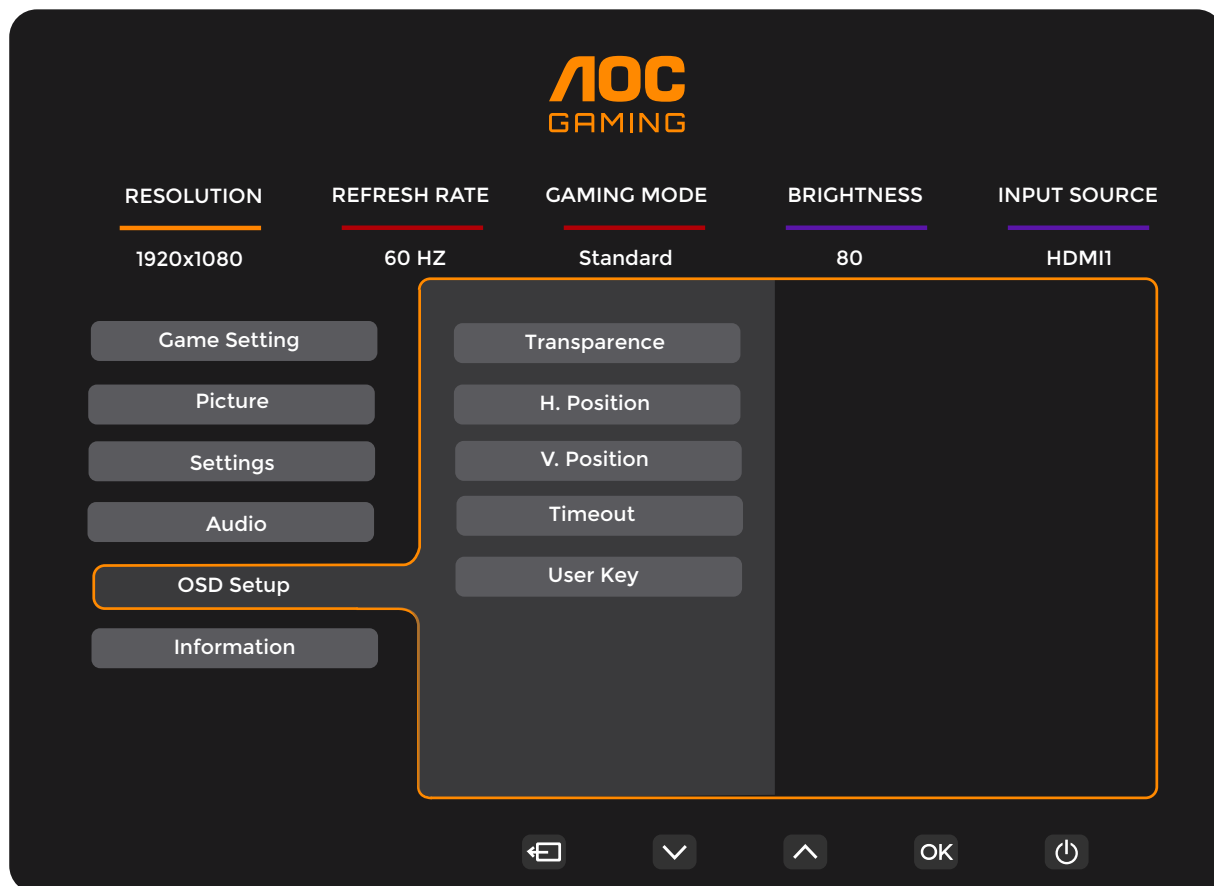 AOC
GAMING
RESOLUTION REFRESH RATE GAMING MODE BRIGHTNESS INPUT SOURCE
1920x1080 60 HZ Standard 80 HDMI1
Game Setting Transparence
Picture H. Position
Settings V. Position
Audio Timeout
OSD Setup User Key
Information
OK